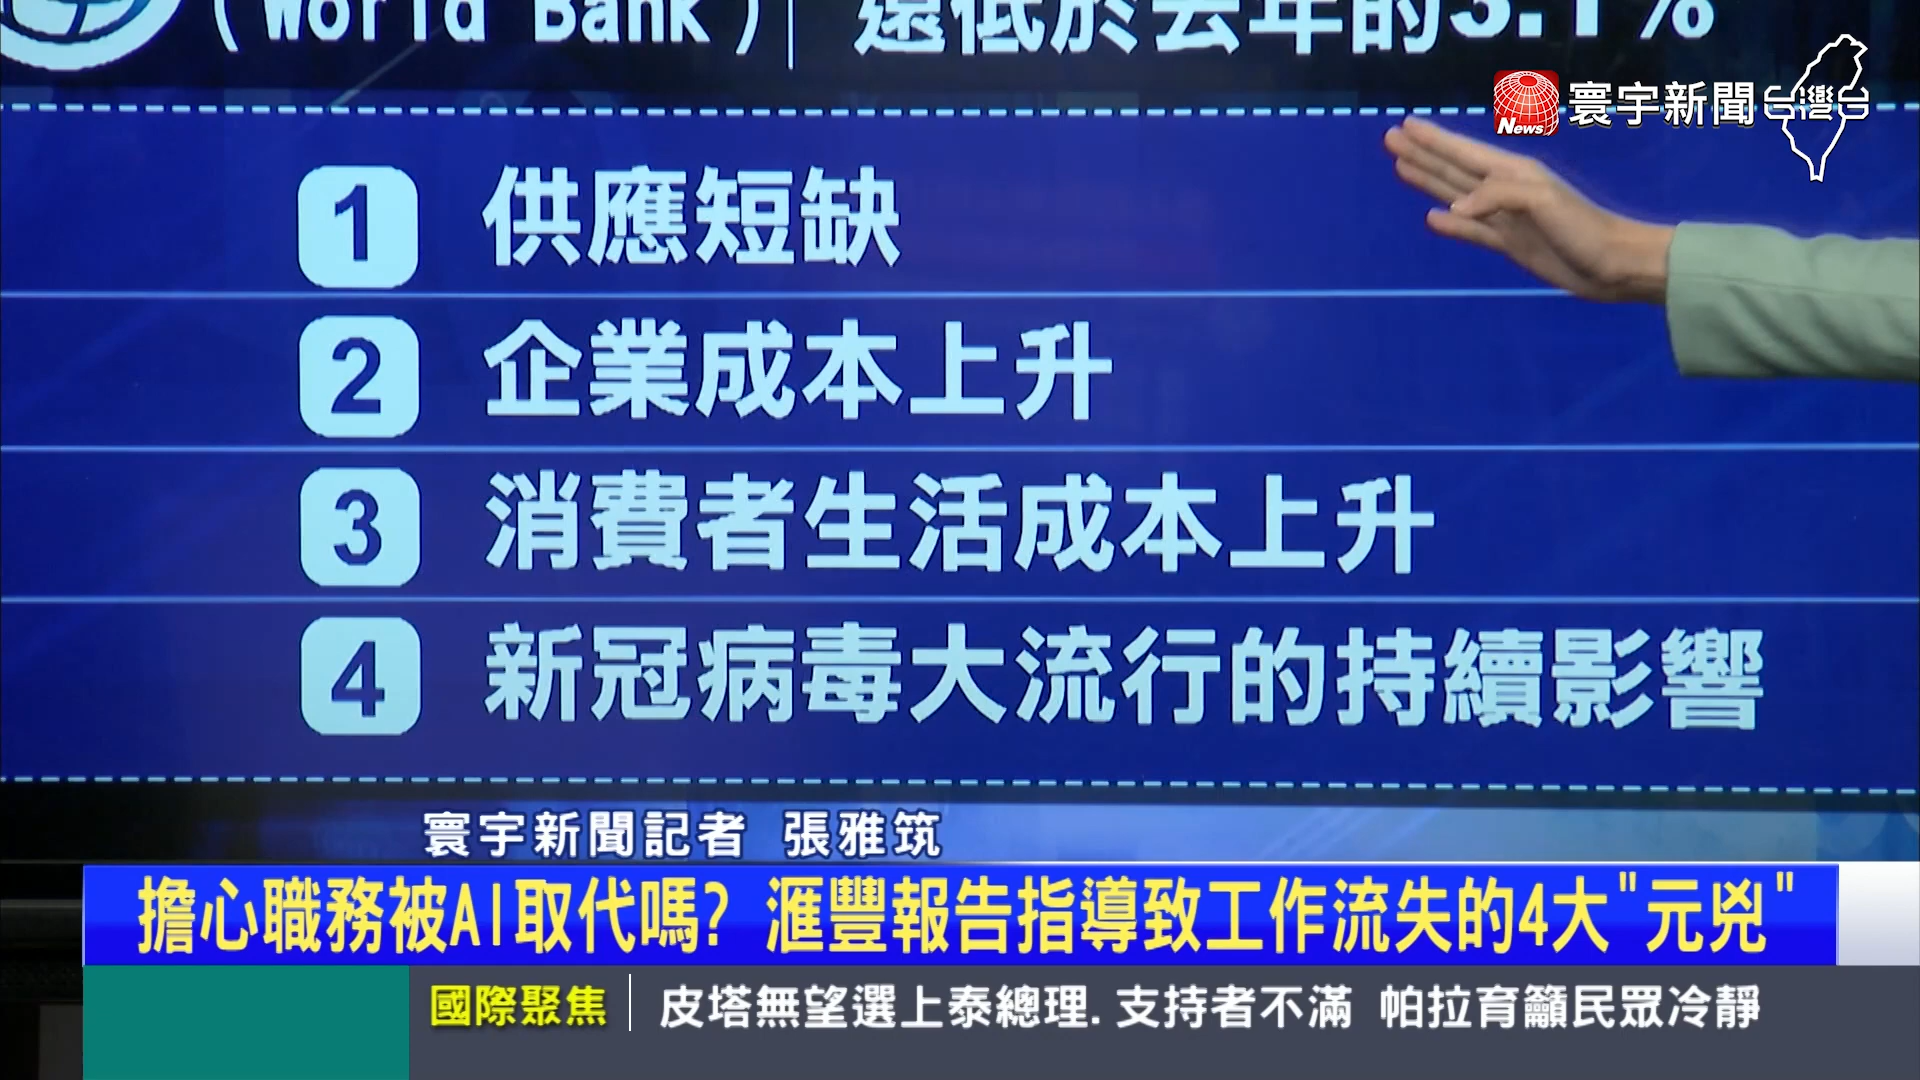 (World Bank) 遠低於去年的3.1%
News 寰宇新聞 台灣台
1 供應短缺
2 企業成本上升
3 消費者生活成本上升
4 新冠病毒大流行的持續影響
寰宇新聞記者 張雅筑
擔心職務被AI取代嗎? 滙豐報告指導致工作流失的4大"元兇"
國際聚焦 皮塔無望選上泰總理.支持者不滿 帕拉育籲民眾冷靜